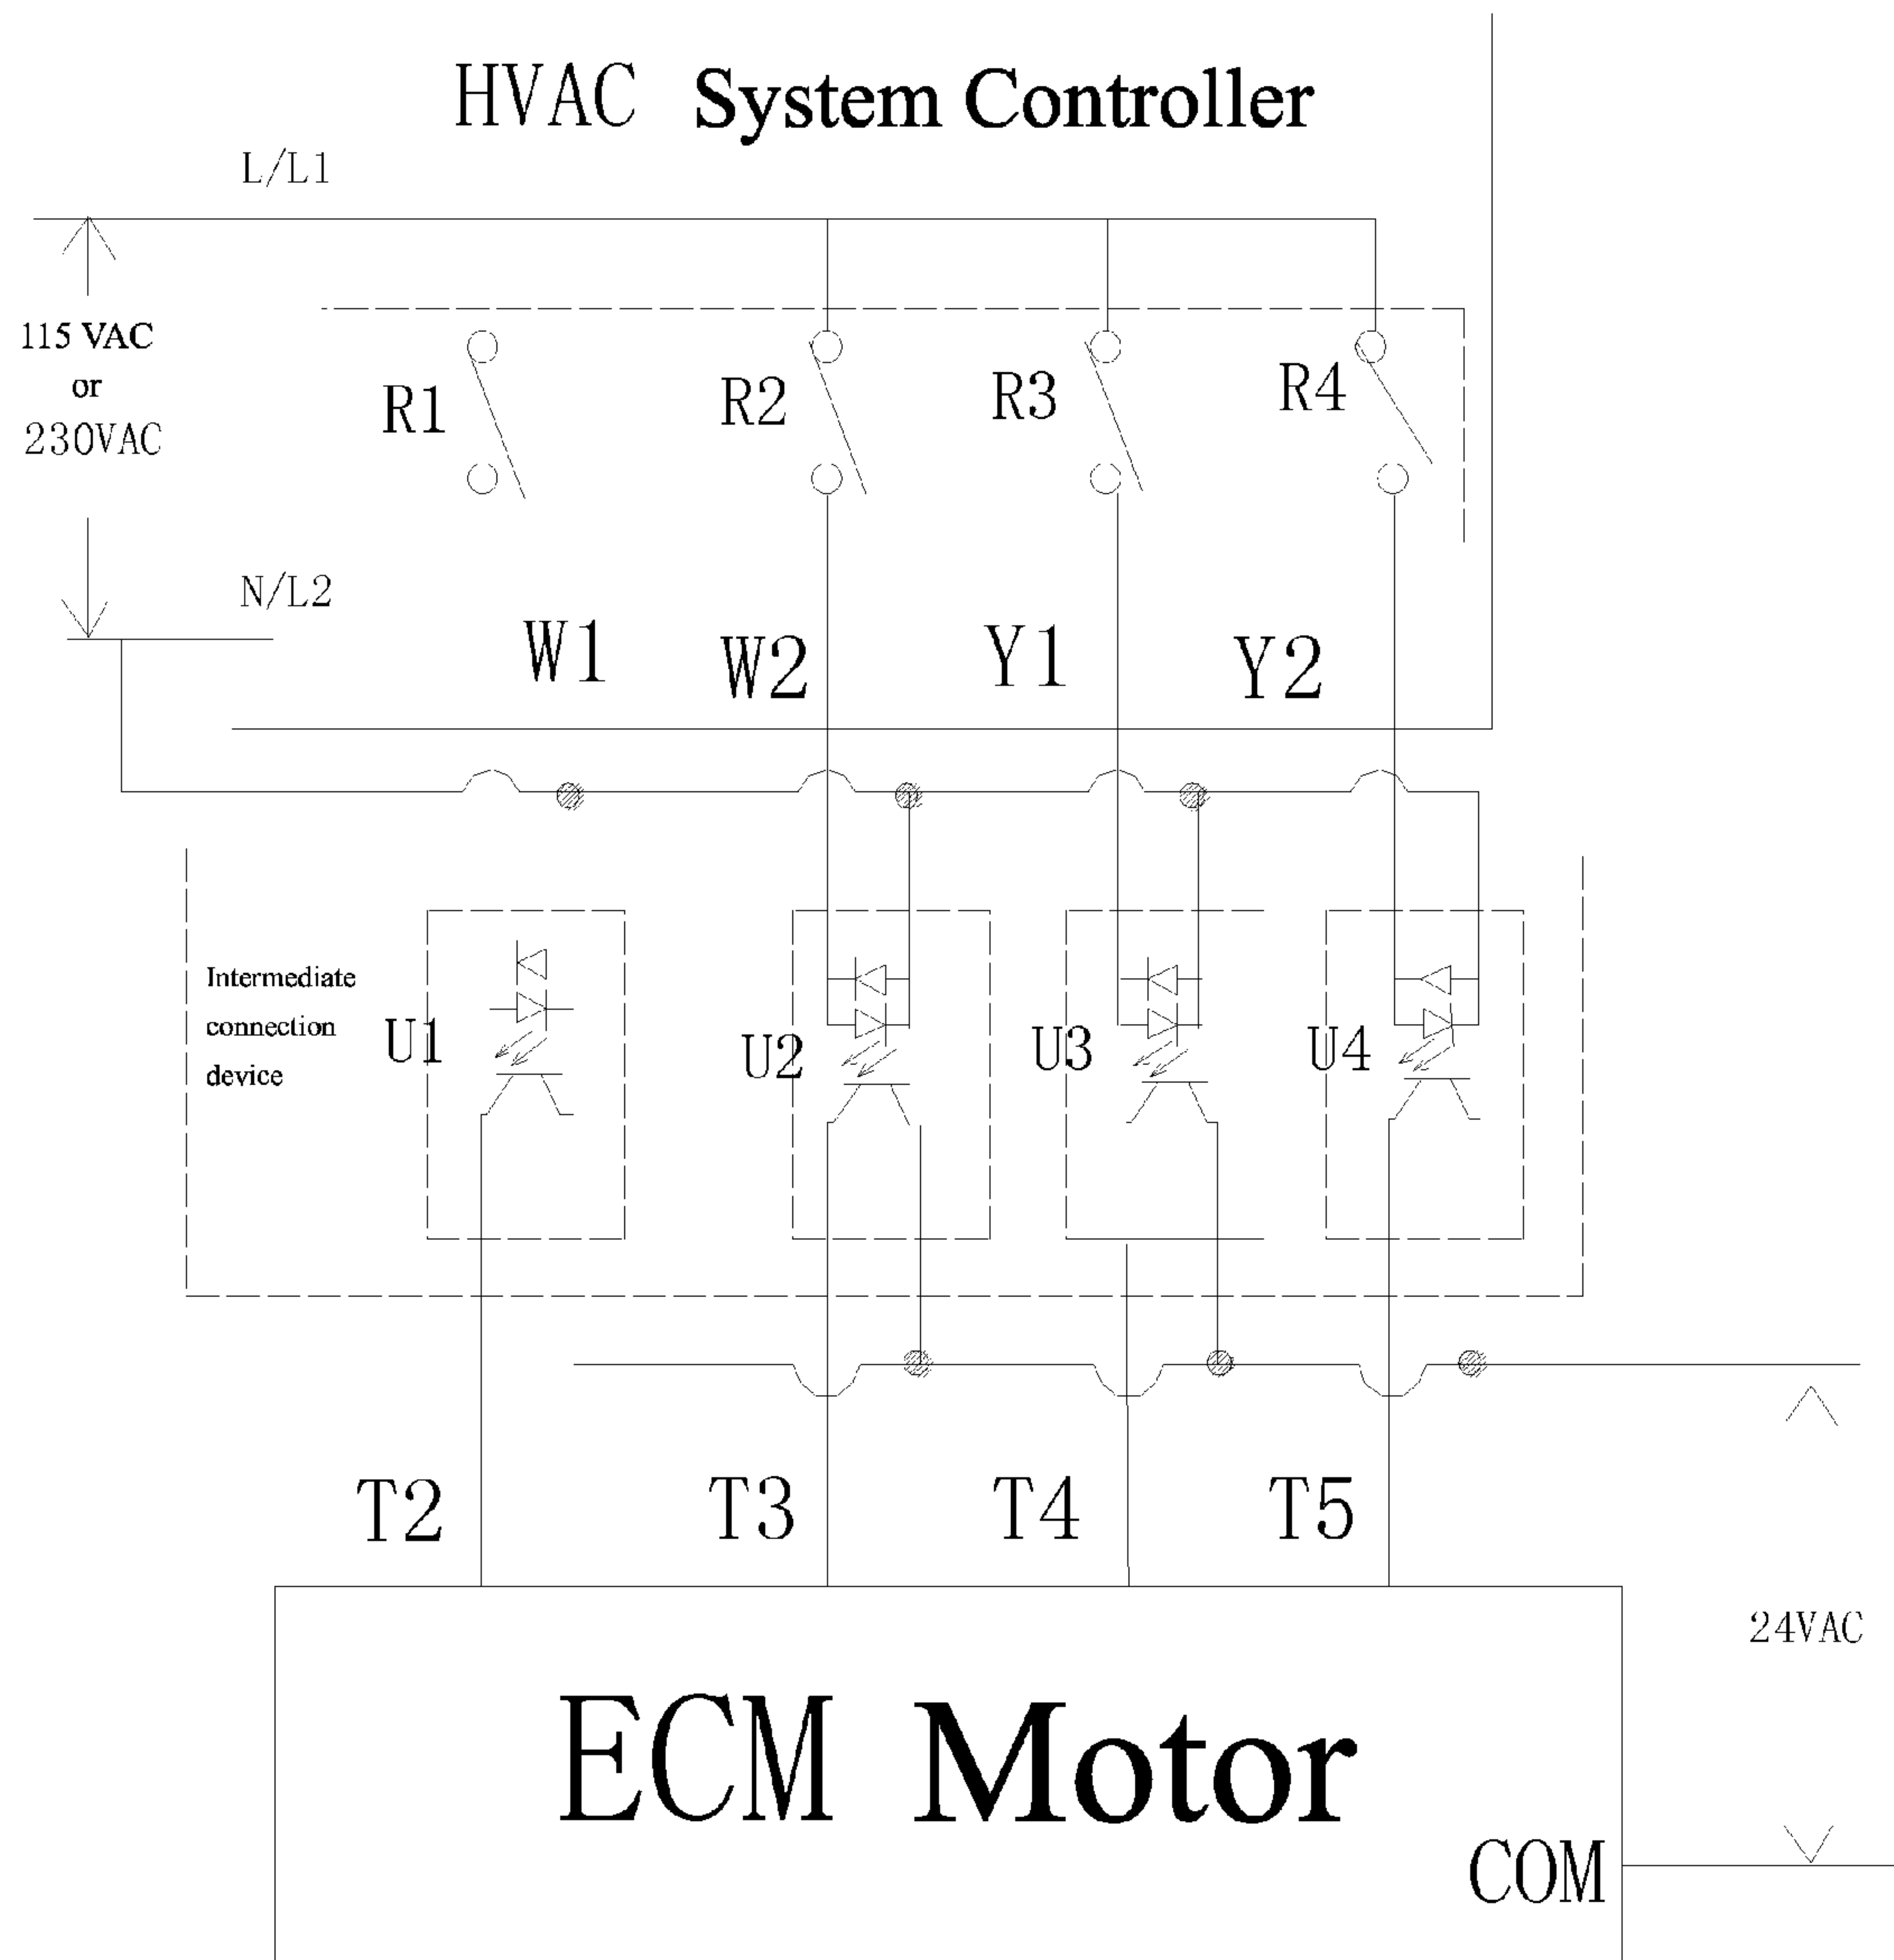 HVAC System Controller
L/L1
115 VAC
or
230VAC
R1 R2 R3 R4
N/L2
W1 W2 Y1 Y2
Intermediate
connection
device
U1 U2 U3 U4
T2 T3 T4 T5
24VAC
ECM Motor
COM